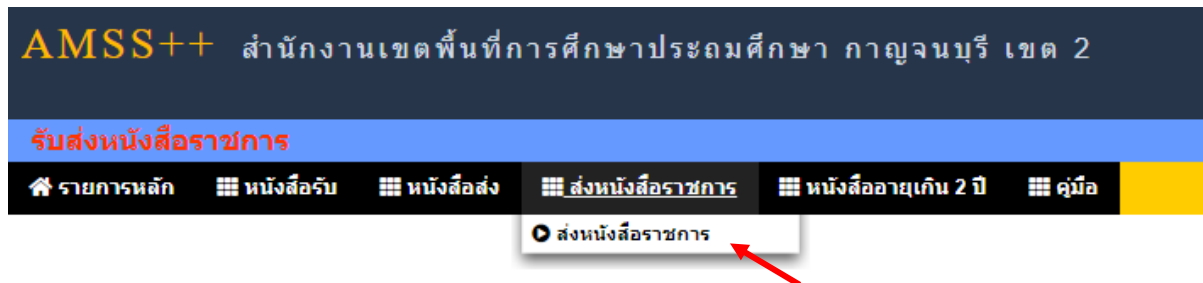 AMSS++ สำนักงานเขตพื้นที่การศึกษาประถมศึกษา กาญจนบุรี เขต 2
รับส่งหนังสือราชการ
รายการหลัก หนังสือรับ หนังสือส่ง ส่งหนังสือราชการ หนังสืออายุเกิน 2 ปี คู่มือ
ส่งหนังสือราชการ